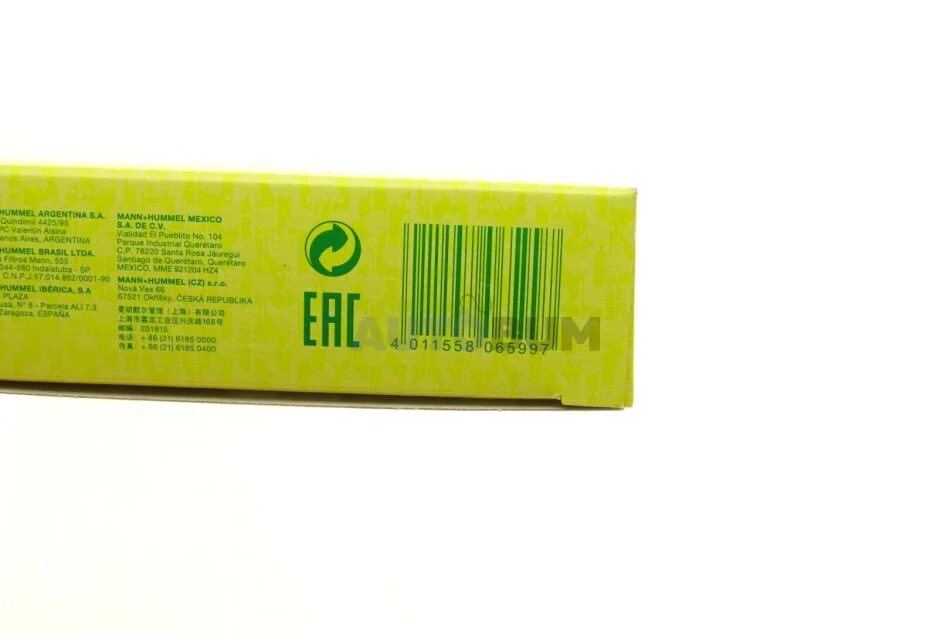 HUMMEL ARGENTINA S.A.
Quindimil 4425/95
PC Valentín Alsina
enos Aires, ARGENTINA
HUMMEL BRASIL LTDA.
Filtros Mann, 555
344-580 Indaiatuba - SP
C.N.P.J.57.014.862/0001-90
HUMMEL IBÉRICA, S.A
PLAZA
usa, N° 8 - Parcela ALI 7.3
Zaragoza, ESPAÑA
MANN+HUMMEL MEXICO
S.A. DE C.V.
Vialidad El Pueblito No. 104
Parque Industrial Querétaro
C.P. 76220 Santa Rosa Jáuregui
Santiago de Querétaro, Querétaro
MEXICO, MME 921204 HZ4
MANN+HUMMEL (CZ) s.r.o.
Nová Ves 66
67521 Okříšky, ČESKÁ REPUBLIKA
曼胡默尔管理（上海）有限公司
上海市嘉定工业区兴庆路168号
邮编: 201815
电话: + 86 (21) 6185 0000
传真: + 86 (21) 6185 0400
EAC
4 011558 065997